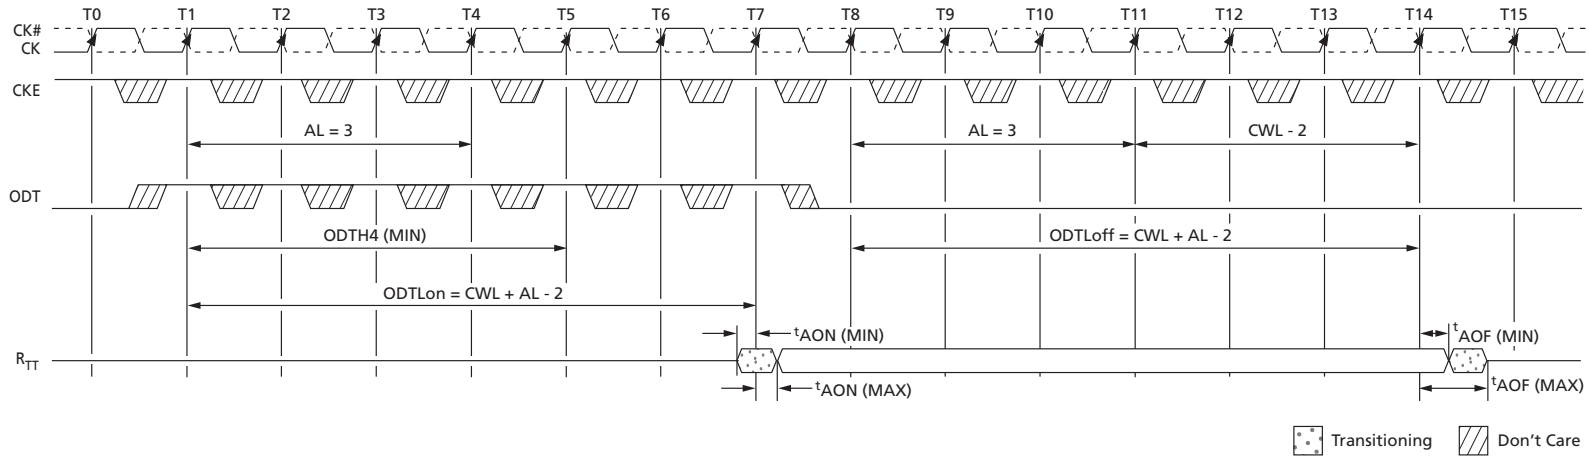 T0 T1 T2 T3 T4 T5 T6 T7 T8 T9 T10 T11 T12 T13 T14 T15
CK#
CK
CKE
AL = 3 AL = 3 CWL - 2
ODT
ODTH4 (MIN) ODTLoff = CWL + AL - 2
ODTLon = CWL + AL - 2
tAON (MIN) tAOF (MIN)
RTT
tAON (MAX) tAOF (MAX)
Transitioning Don't Care